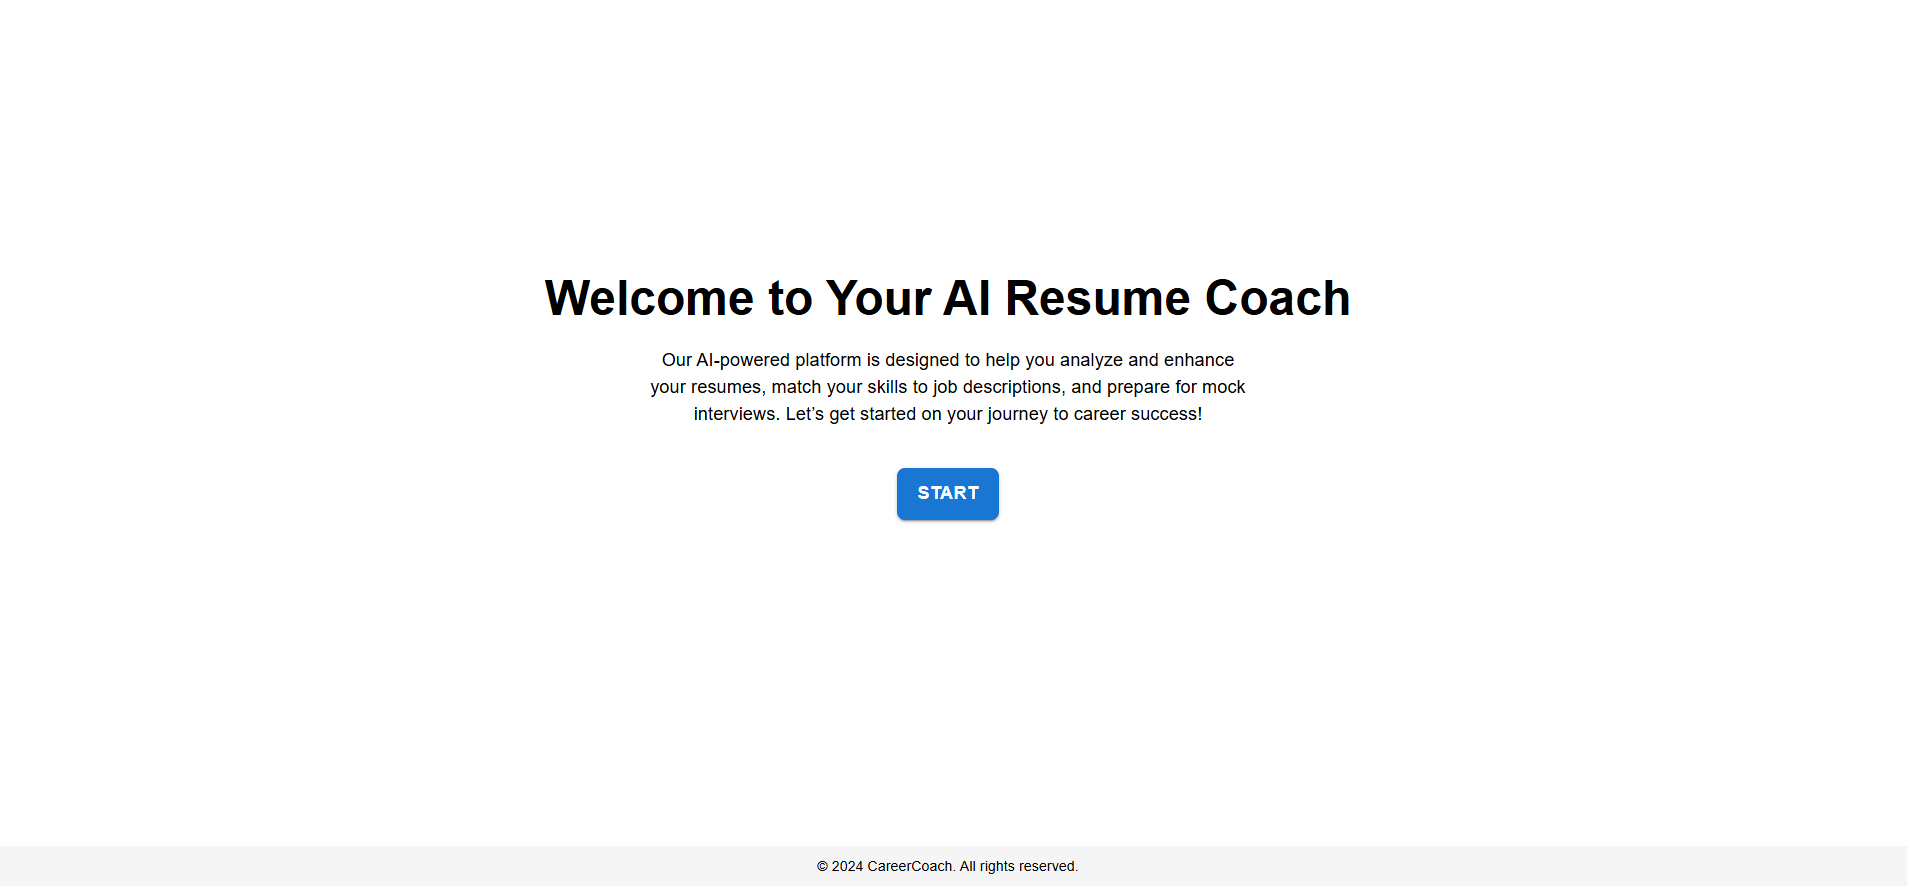 Welcome to Your AI Resume Coach
Our AI-powered platform is designed to help you analyze and enhance
your resumes, match your skills to job descriptions, and prepare for mock
interviews. Let’s get started on your journey to career success!
START
© 2024 CareerCoach. All rights reserved.